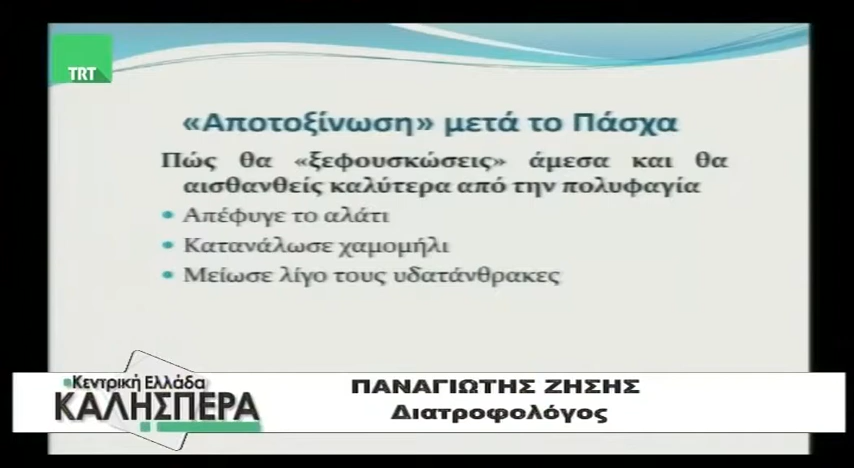 TRT
«Αποτοξίνωση» μετά το Πάσχα
Πώς θα «ξεφουσκώσεις» άμεσα και θα
αισθανθείς καλύτερα από την πολυφαγία
• Απέφυγε το αλάτι
• Κατανάλωσε χαμομήλι
• Μείωσε λίγο τους υδατάνθρακες
Κεντρική Ελλάδα
ΚΑΛΗΣΠΕΡΑ
ΠΑΝΑΓΙΩΤΗΣ ΖΗΣΗΣ
Διατροφολόγος